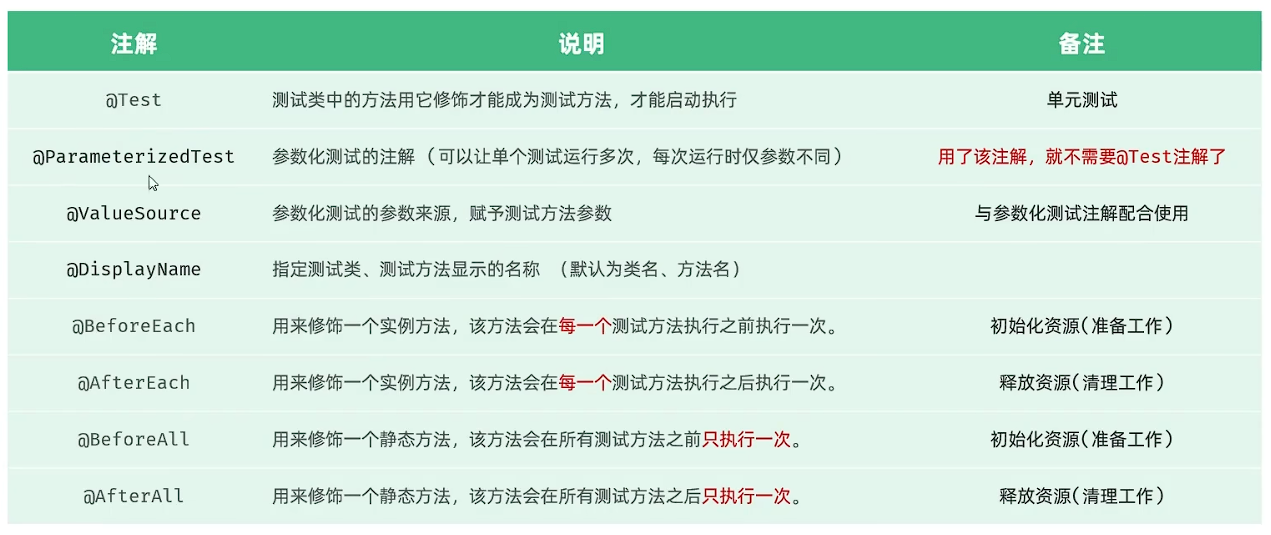 注解 说明 备注
@Test 测试类中的方法用它修饰才能成为测试方法，才能启动执行 单元测试
@ParameterizedTest 参数化测试的注解（可以让单个测试运行多次，每次运行时仅参数不同） 用了该注解，就不需要@Test注解了
@ValueSource 参数化测试的参数来源，赋予测试方法参数 与参数化测试注解配合使用
@DisplayName 指定测试类、测试方法显示的名称 （默认为类名、方法名）
@BeforeEach 用来修饰一个实例方法，该方法会在每一个测试方法执行之前执行一次。 初始化资源(准备工作)
@AfterEach 用来修饰一个实例方法，该方法会在每一个测试方法执行之后执行一次。 释放资源(清理工作)
@BeforeAll 用来修饰一个静态方法，该方法会在所有测试方法之前只执行一次。 初始化资源(准备工作)
@AfterAll 用来修饰一个静态方法，该方法会在所有测试方法之后只执行一次。 释放资源(清理工作)